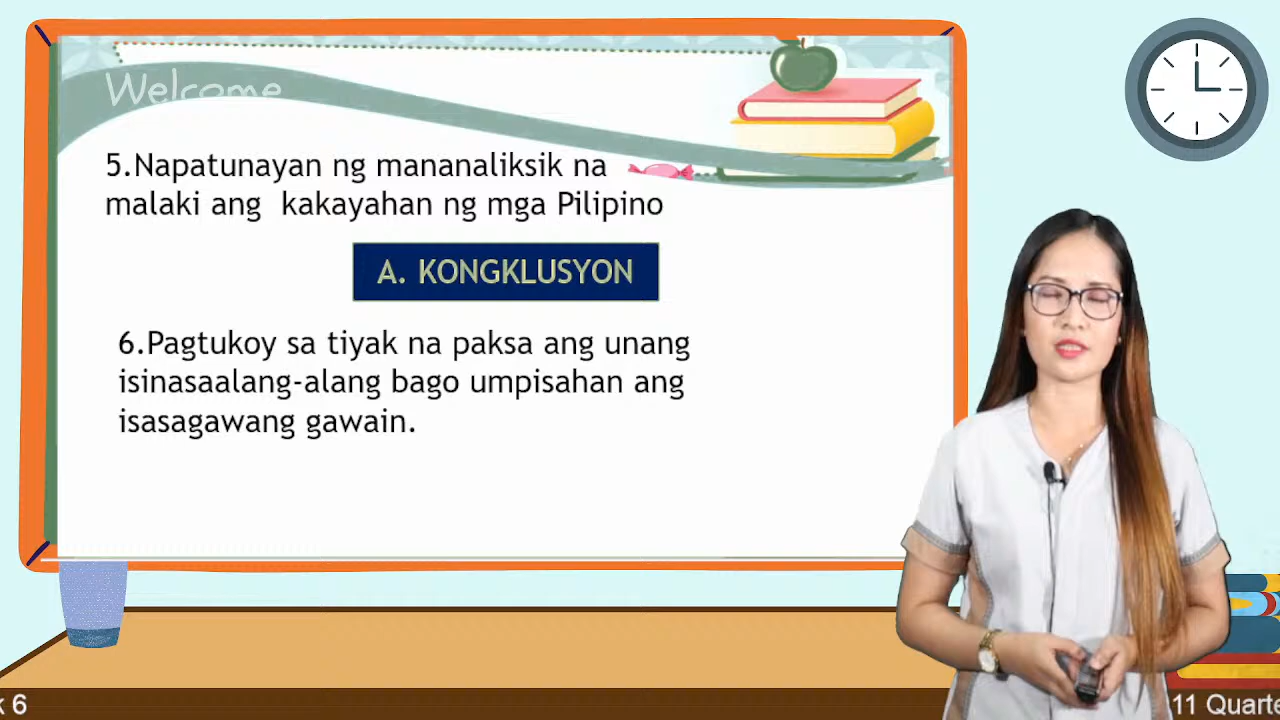 Welcome
5.Napatunayan ng mananaliksik na
malaki ang kakayahan ng mga Pilipino
A. KONGKLUSYON
6.Pagtukoy sa tiyak na paksa ang unang
isinasaalang-alang bago umpisahan ang
isasagawang gawain.
6
11